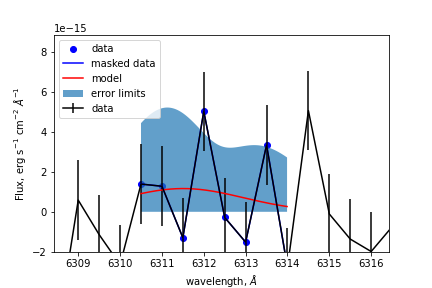 1e−15
data
masked data
model
error limits
data
Flux, erg s⁻¹ cm⁻² Å⁻¹
8
6
4
2
0
−2
6309 6310 6311 6312 6313 6314 6315 6316
wavelength, Å